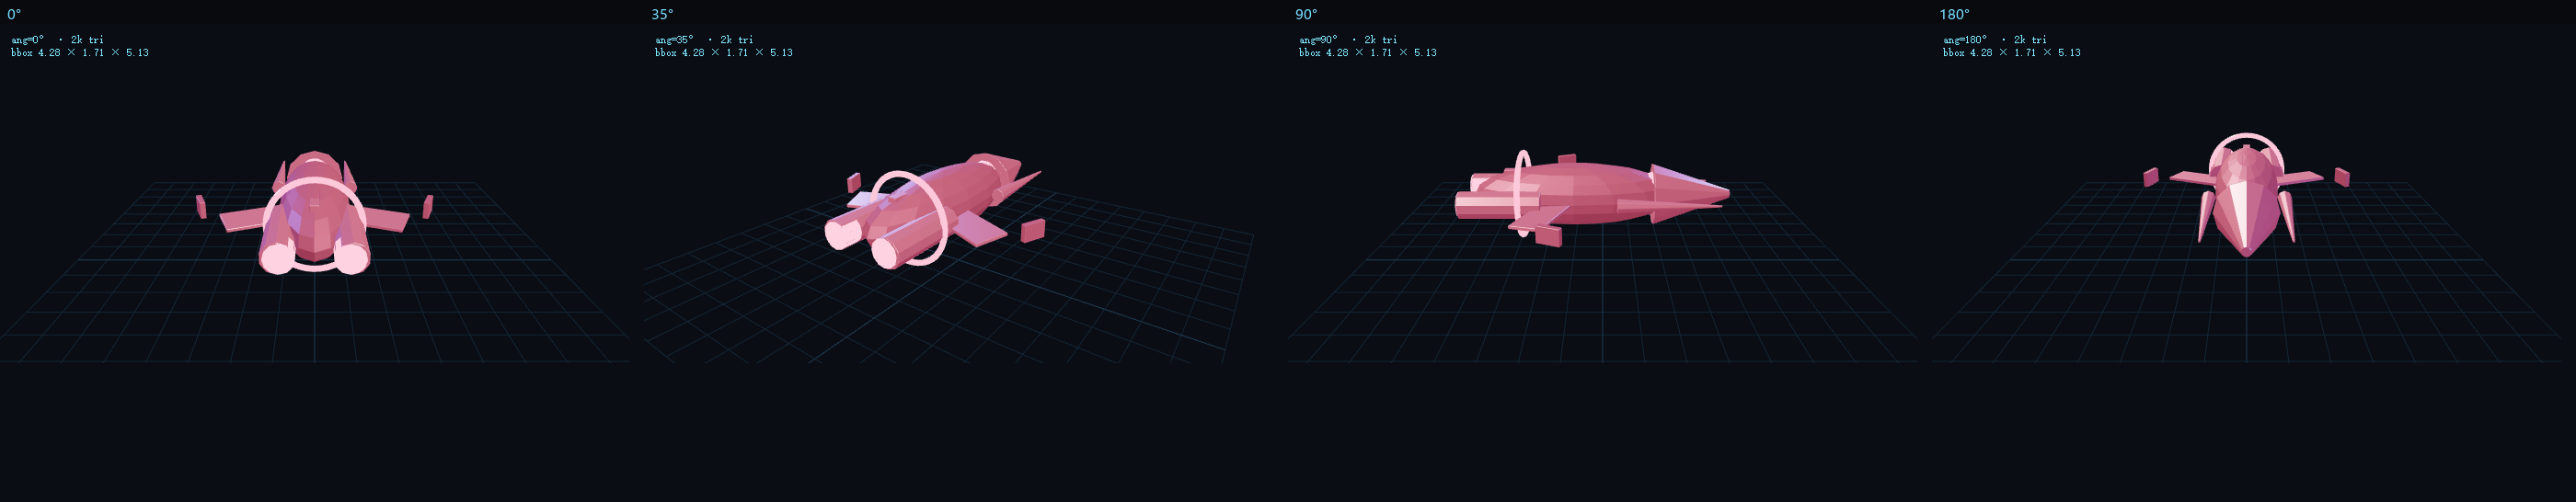 0°
ang=0° · 2k tri
bbox 4.28 × 1.71 × 5.13
35°
ang=35° · 2k tri
bbox 4.28 × 1.71 × 5.13
90°
ang=90° · 2k tri
bbox 4.28 × 1.71 × 5.13
180°
ang=180° · 2k tri
bbox 4.28 × 1.71 × 5.13